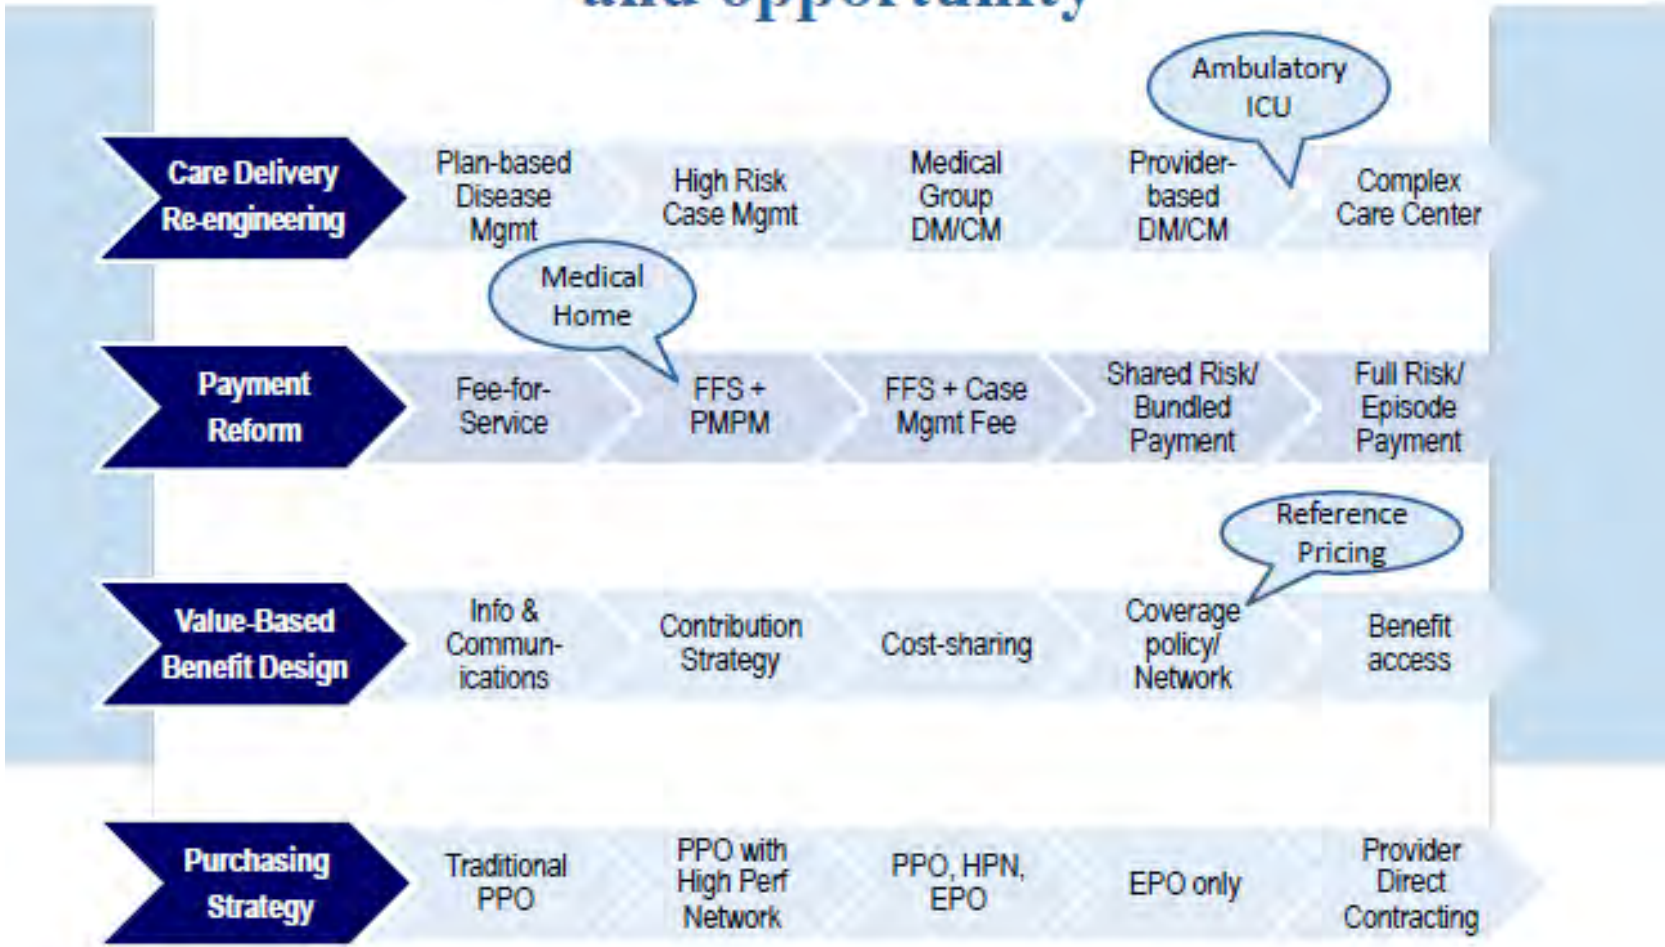 and opportunity
Ambulatory
ICU
Care Delivery
Re-engineering
Plan-based
Disease
Mgmt
High Risk
Case Mgmt
Medical
Group
DM/CM
Provider-
based
DM/CM
Complex
Care Center
Medical
Home
Payment
Reform
Fee-for-
Service
FFS +
PMPM
FFS + Case
Mgmt Fee
Shared Risk/
Bundled
Payment
Full Risk/
Episode
Payment
Reference
Pricing
Value-Based
Benefit Design
Info &
Commun-
ications
Contribution
Strategy
Cost-sharing
Coverage
policy/
Network
Benefit
access
Purchasing
Strategy
Traditional
PPO
PPO with
High Perf
Network
PPO, HPN,
EPO
EPO only
Provider
Direct
Contracting